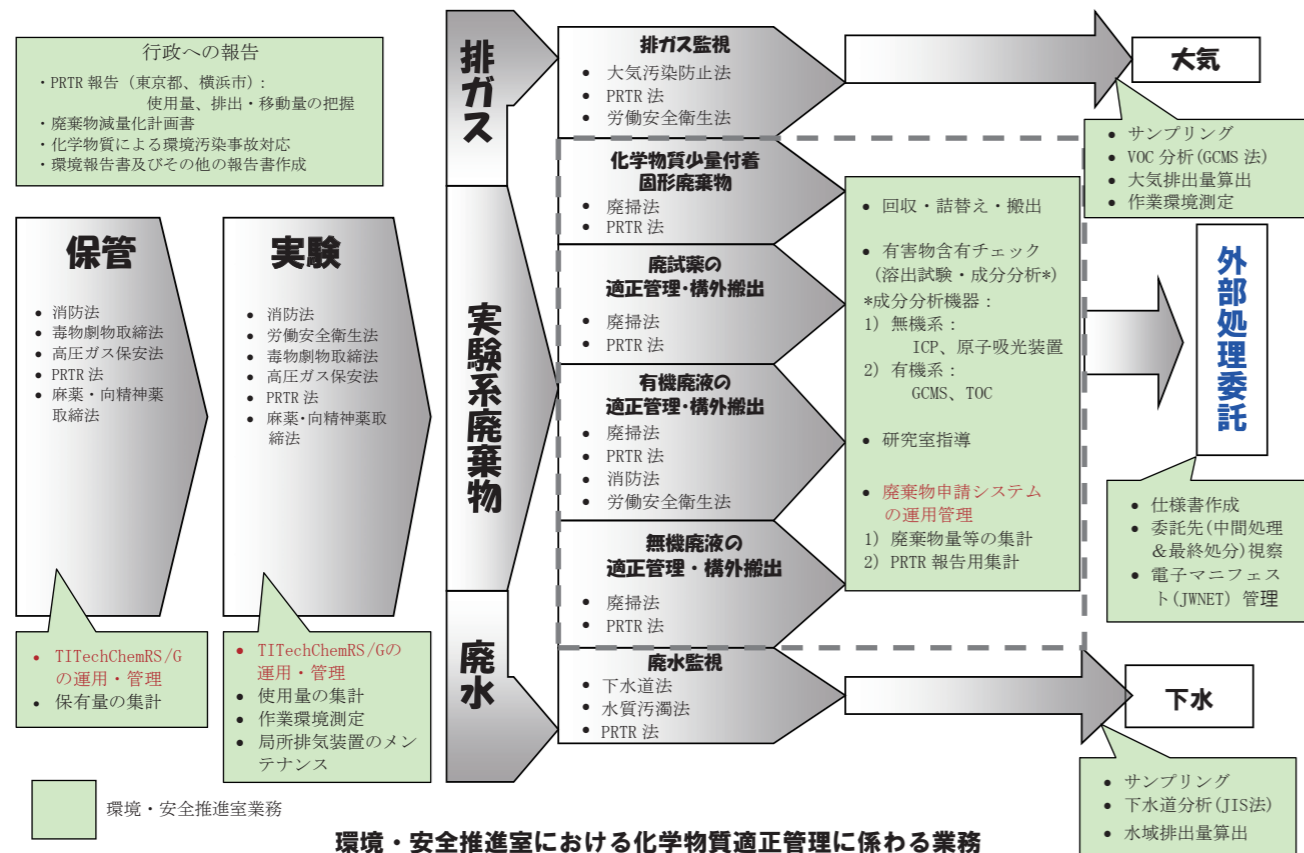 行政への報告
・PRTR 報告（東京都、横浜市）:
使用量、排出・移動量の把握
・廃棄物減量化計画書
・化学物質による環境汚染事故対応
・環境報告書及びその他の報告書作成
保管
● 消防法
● 毒物劇物取締法
● 高圧ガス保安法
● PRTR 法
● 麻薬・向精神薬
取締法
● TITechChemRS/G
の運用・管理
● 保有量の集計
実験
● 消防法
● 労働安全衛生法
● 毒物劇物取締法
● 高圧ガス保安法
● PRTR 法
● 麻薬・向精神薬取
締法
● TITechChemRS/Gの
運用・管理
● 使用量の集計
● 作業環境測定
● 局所排気装置のメン
テナンス
排ガス
実験系廃棄物
廃水
排ガス監視
● 大気汚染防止法
● PRTR 法
● 労働安全衛生法
化学物質少量付着
固形廃棄物
● 廃掃法
● PRTR 法
廃試薬の
適正管理・構外搬出
● 廃掃法
● PRTR 法
有機廃液の
適正管理・構外搬出
● 廃掃法
● PRTR 法
● 消防法
● 労働安全衛生法
無機廃液の
適正管理・構外搬出
● 廃掃法
● PRTR 法
廃水監視
● 下水道法
● 水質汚濁法
● PRTR 法
● 回収・詰替え・搬出
● 有害物含有チェック
(溶出試験・成分分析*)
*成分分析機器：
1) 無機系：
ICP、原子吸光装置
2) 有機系：
GCMS、TOC
● 研究室指導
● 廃棄物申請システム
の運用管理
1) 廃棄物量等の集計
2) PRTR 報告用集計
大気
● サンプリング
● VOC 分析(GCMS 法)
● 大気排出量算出
● 作業環境測定
外部処理委託
● 仕様書作成
● 委託先(中間処理
＆最終処分)視察
● 電子マニフェス
ト(JWNET) 管理
下水
● サンプリング
● 下水道分析(JIS法)
● 水域排出量算出
環境・安全推進室業務
環境・安全推進室における化学物質適正管理に係わる業務